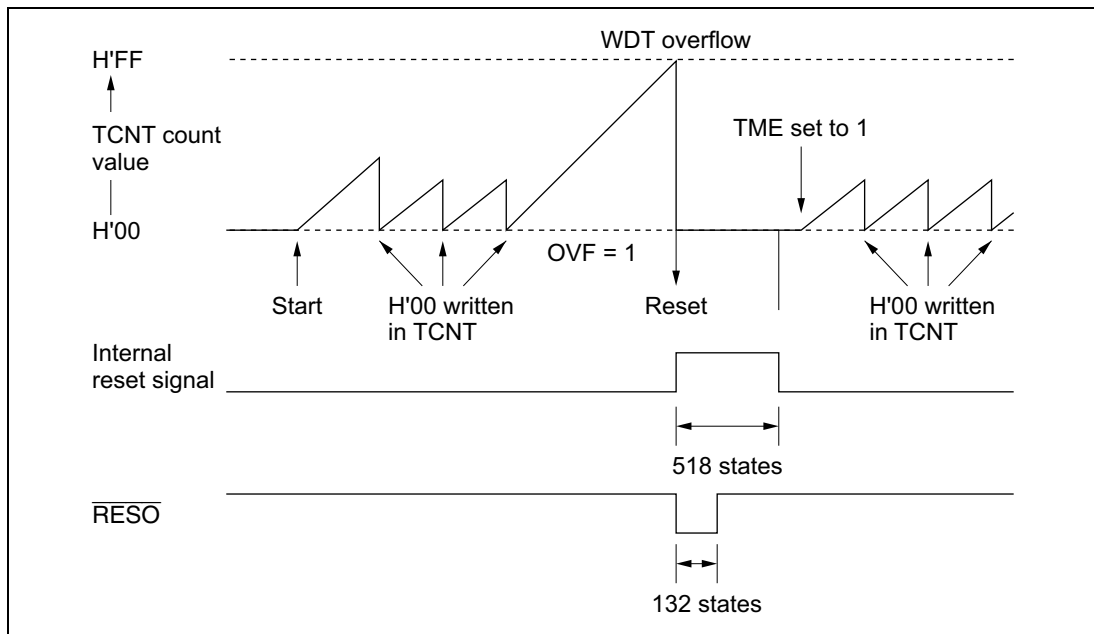 WDT overflow
H'FF
TCNT count
value
TME set to 1
H'00
OVF = 1
Start
H'00 written
in TCNT
Reset
H'00 written
in TCNT
Internal
reset signal
518 states
RESO
132 states